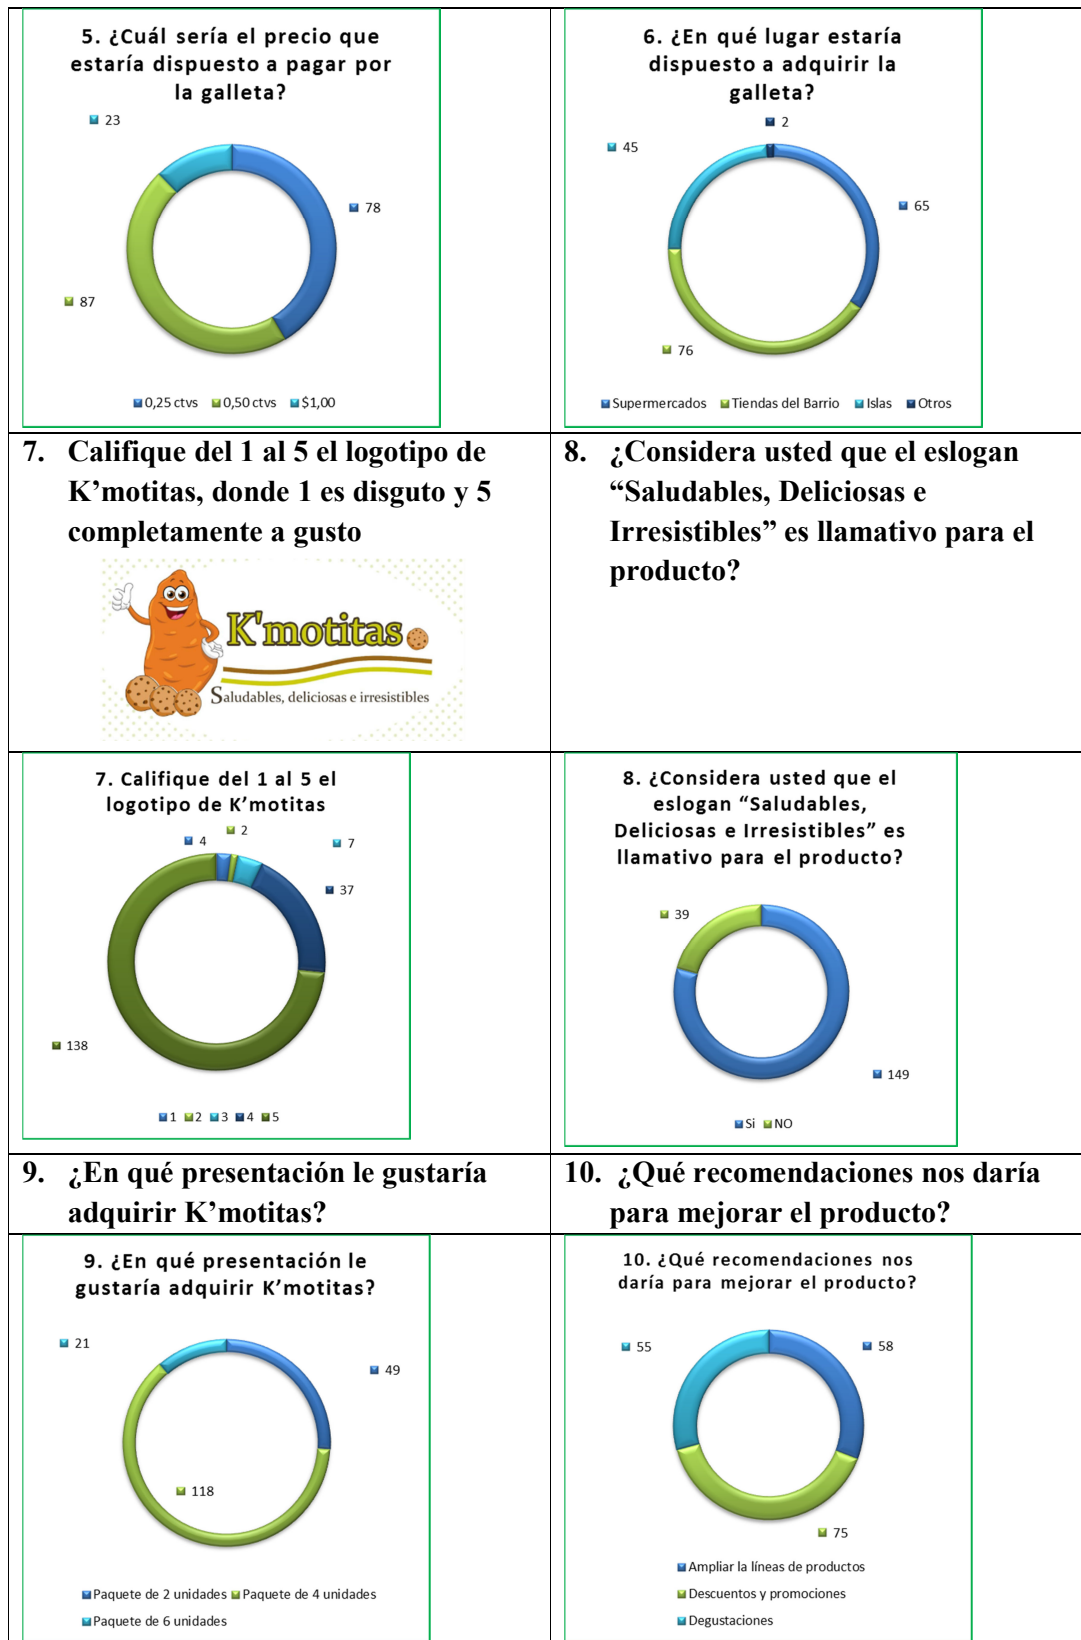 5. ¿Cuál sería el precio que
estaría dispuesto a pagar por
la galleta?
23
78
87
0,25 ctvs 0,50 ctvs $1,00
6. ¿En qué lugar estaría
dispuesto a adquirir la
galleta?
2
45
65
76
Supermercados Tiendas del Barrio Islas Otros
7. Califique del 1 al 5 el logotipo de
K’motitas, donde 1 es disguto y 5
completamente a gusto
K'motitas
Saludables, deliciosas e irresistibles
8. ¿Considera usted que el eslogan
“Saludables, Deliciosas e
Irresistibles” es llamativo para el
producto?
7. Califique del 1 al 5 el
logotipo de K’motitas
2
4
7
37
138
1 2 3 4 5
8. ¿Considera usted que el
eslogan “Saludables,
Deliciosas e Irresistibles” es
llamativo para el producto?
39
149
Si NO
9. ¿En qué presentación le gustaría
adquirir K’motitas?
10. ¿Qué recomendaciones nos daría
para mejorar el producto?
9. ¿En qué presentación le
gustaría adquirir K’motitas?
21
49
118
Paquete de 2 unidades Paquete de 4 unidades
Paquete de 6 unidades
10. ¿Qué recomendaciones nos
daría para mejorar el producto?
55
58
75
Ampliar la líneas de productos
Descuentos y promociones
Degustaciones